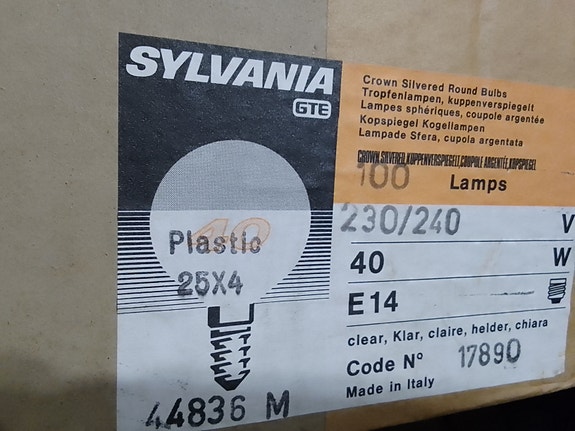 SYLVANIA
GTE
40
Plastic
25X4
44836 M
Crown Silvered Round Bulbs
Tropfenlampen, kuppenverspiegelt
Lampes sphériques, coupole argentée
Kopspiegel Kogellampen
Lampade Sfera, cupola argentata
CROWN SILVERED, KUPPENVERSPIEGELT, COUPOLE ARGENTÉE, KOPSPIEGEL
100 Lamps
230/240 V
40 W
E14
clear, Klar, claire, helder, chiara
Code N° 17890
Made in Italy